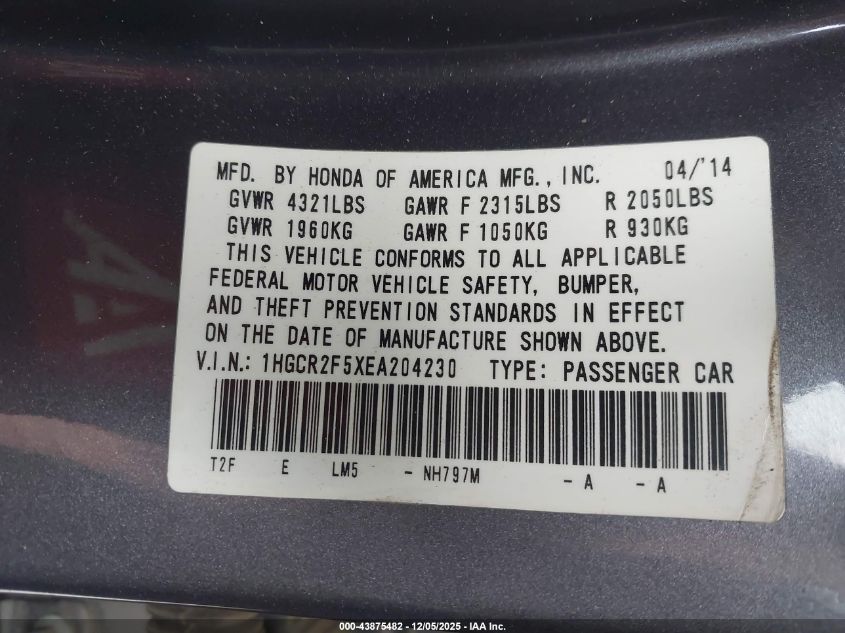 MFD. BY HONDA OF AMERICA MFG., INC. 04/'14
GVWR 4321LBS GAWR F 2315LBS R 2050LBS
GVWR 1960KG GAWR F 1050KG R 930KG
THIS VEHICLE CONFORMS TO ALL APPLICABLE
FEDERAL MOTOR VEHICLE SAFETY, BUMPER,
AND THEFT PREVENTION STANDARDS IN EFFECT
ON THE DATE OF MANUFACTURE SHOWN ABOVE.
V.I.N.: 1HGCR2F5XEA204230 TYPE: PASSENGER CAR
T2F E LM5 - NH797M - A - A
000-43875482 - 12/05/2025 - IAA Inc.